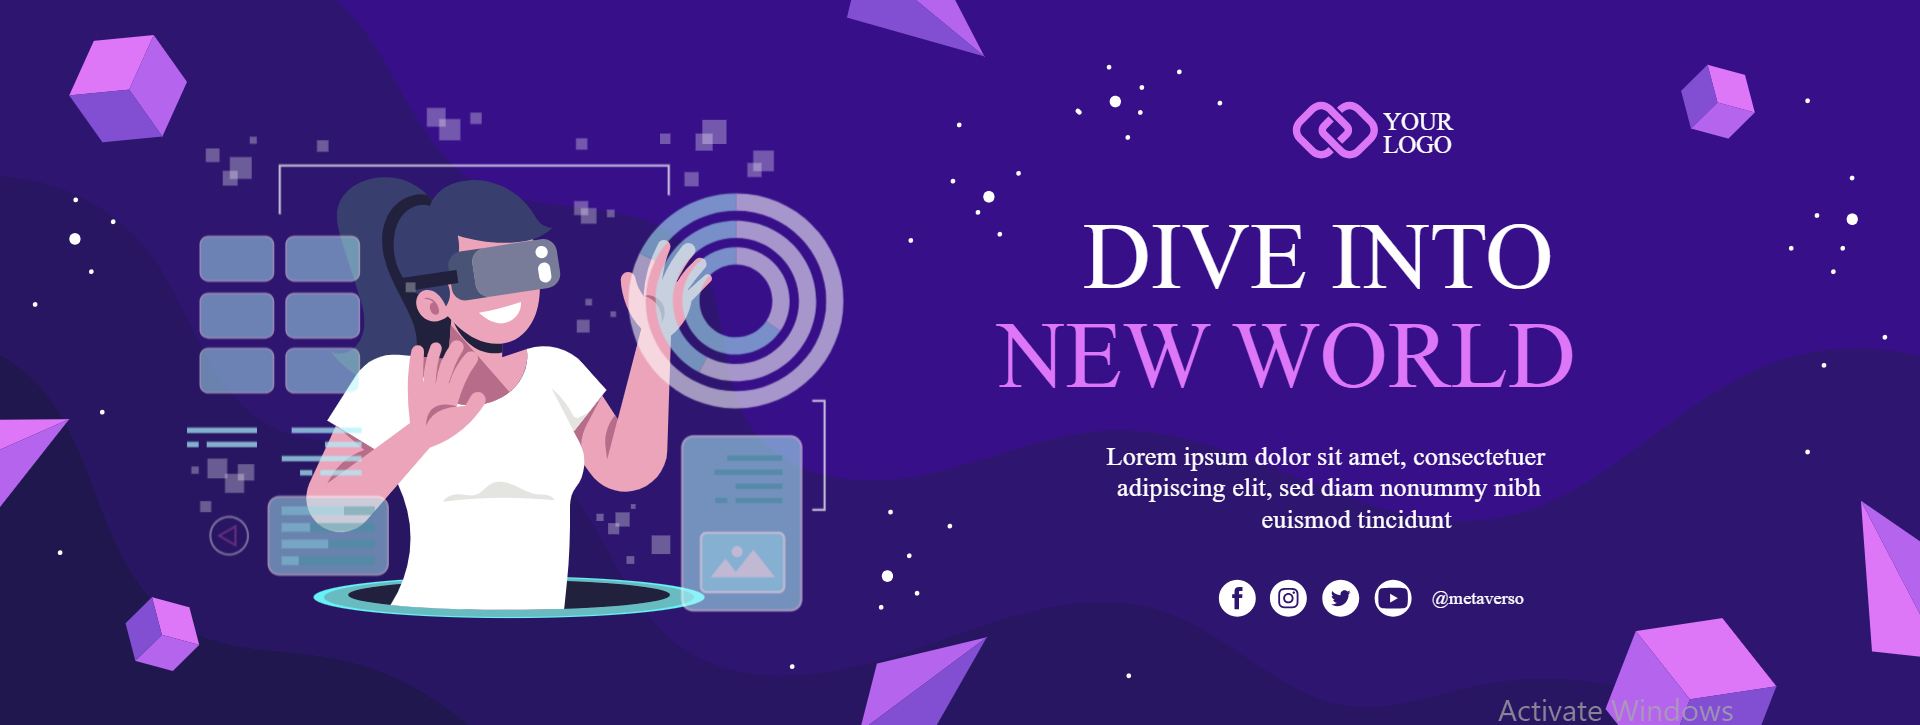 YOUR
LOGO
DIVE INTO
NEW WORLD
Lorem ipsum dolor sit amet, consectetuer
adipiscing elit, sed diam nonummy nibh
euismod tincidunt
@metaverso
Activate Windows